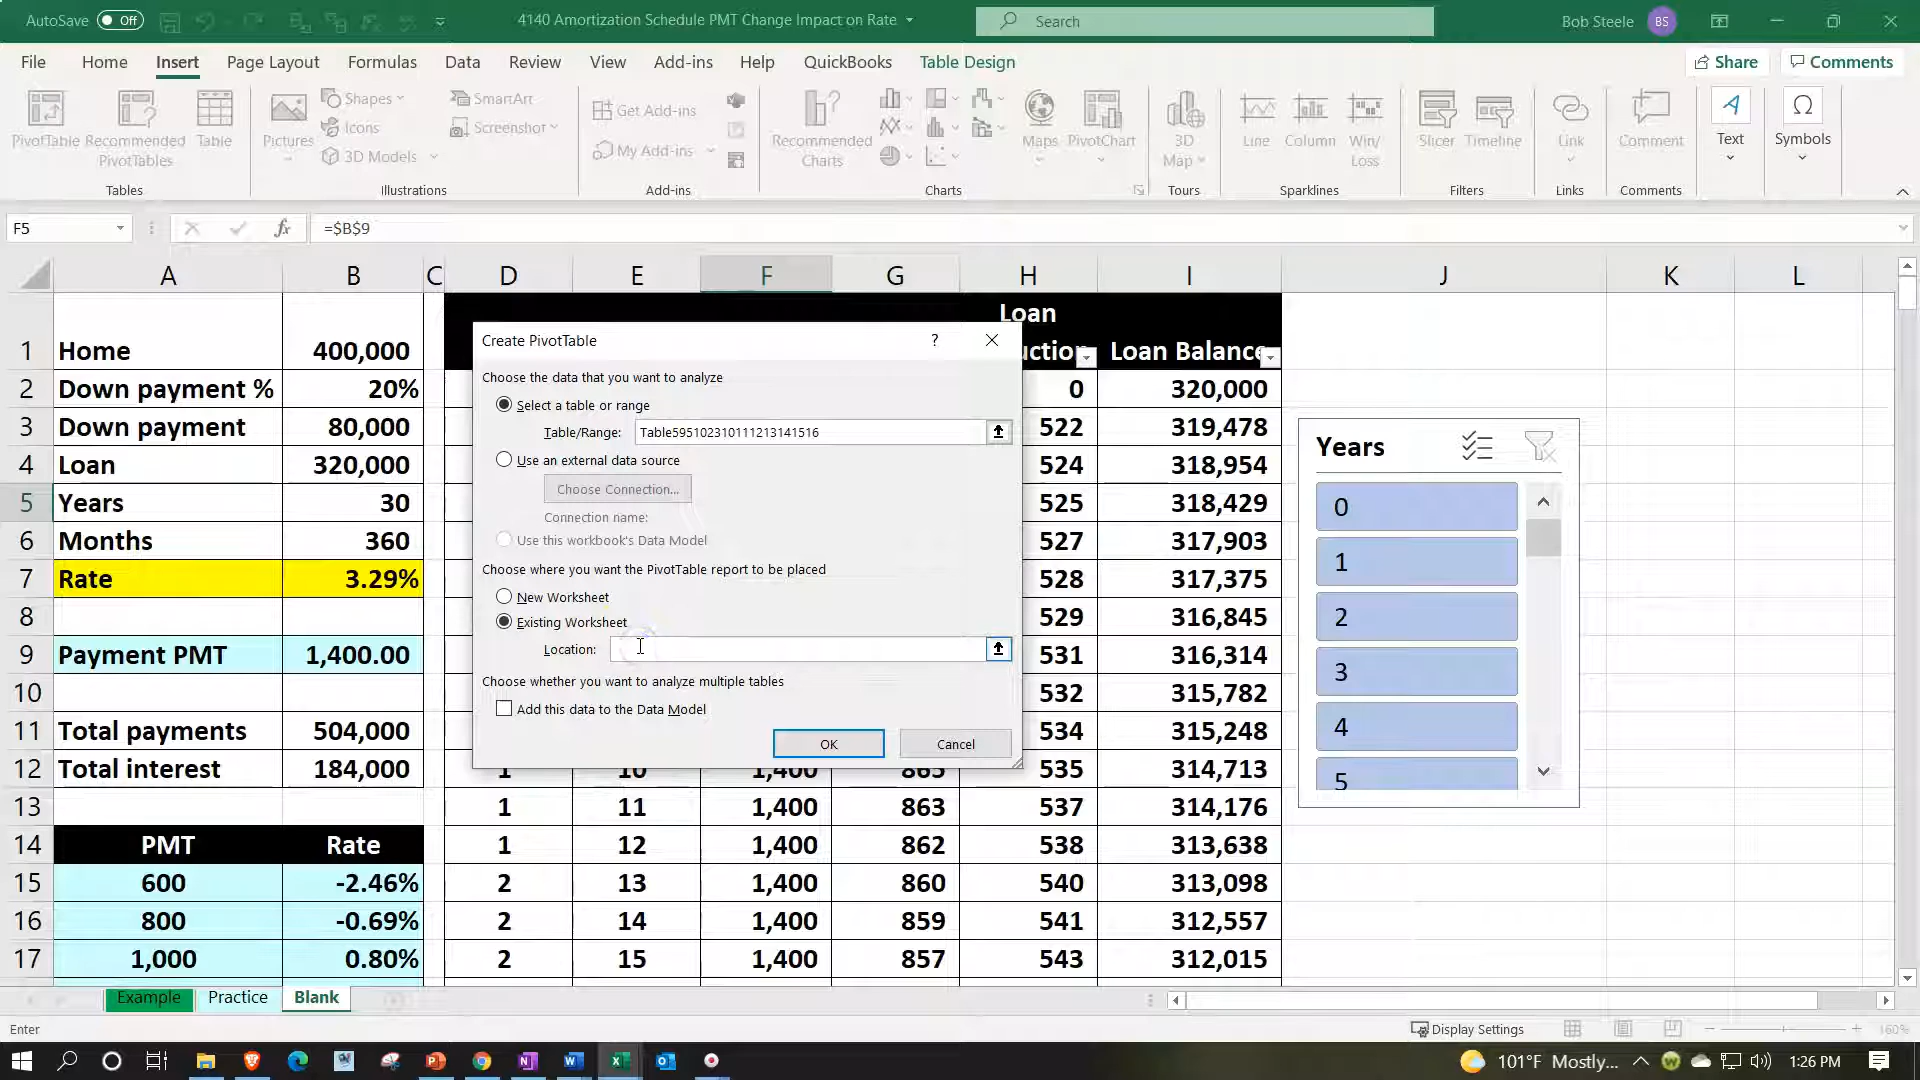 AutoSave Off 4140 Amortization Schedule PMT Change Impact on Rate Search Bob Steele BS
File Home Insert Page Layout Formulas Data Review View Add-ins Help QuickBooks Table Design Share Comments
PivotTable Recommended PivotTables Table
Pictures Shapes Icons 3D Models SmartArt Screenshot
Get Add-ins My Add-ins
Recommended Charts Maps PivotChart
3D Map Line Column Win/Loss Slicer Timeline Link Comment Text Symbols
Tables Illustrations Add-ins Charts Tours Sparklines Filters Links Comments
F5 fx =$B$9
A B C D E F G H I J K L
Loan
1 Home 400,000 uction Loan Balance
2 Down payment % 20% 0 320,000
3 Down payment 80,000 522 319,478
4 Loan 320,000 524 318,954
5 Years 30 525 318,429
6 Months 360 527 317,903
7 Rate 3.29% 528 317,375
8 529 316,845
9 Payment PMT 1,400.00 531 316,314
10 532 315,782
11 Total payments 504,000 534 315,248
12 Total interest 184,000 1 10 1,400 865 535 314,713
13 1 11 1,400 863 537 314,176
14 PMT Rate 1 12 1,400 862 538 313,638
15 600 -2.46% 2 13 1,400 860 540 313,098
16 800 -0.69% 2 14 1,400 859 541 312,557
17 1,000 0.80% 2 15 1,400 857 543 312,015
Create PivotTable ?
Choose the data that you want to analyze
Select a table or range
Table/Range: Table595102310111213141516
Use an external data source
Choose Connection...
Connection name:
Use this workbook's Data Model
Choose where you want the PivotTable report to be placed
New Worksheet
Existing Worksheet
Location:
Choose whether you want to analyze multiple tables
Add this data to the Data Model
OK Cancel
Years
0
1
2
3
4
5
Example Practice Blank
Enter Display Settings 160%
101°F Mostly... 1:26 PM